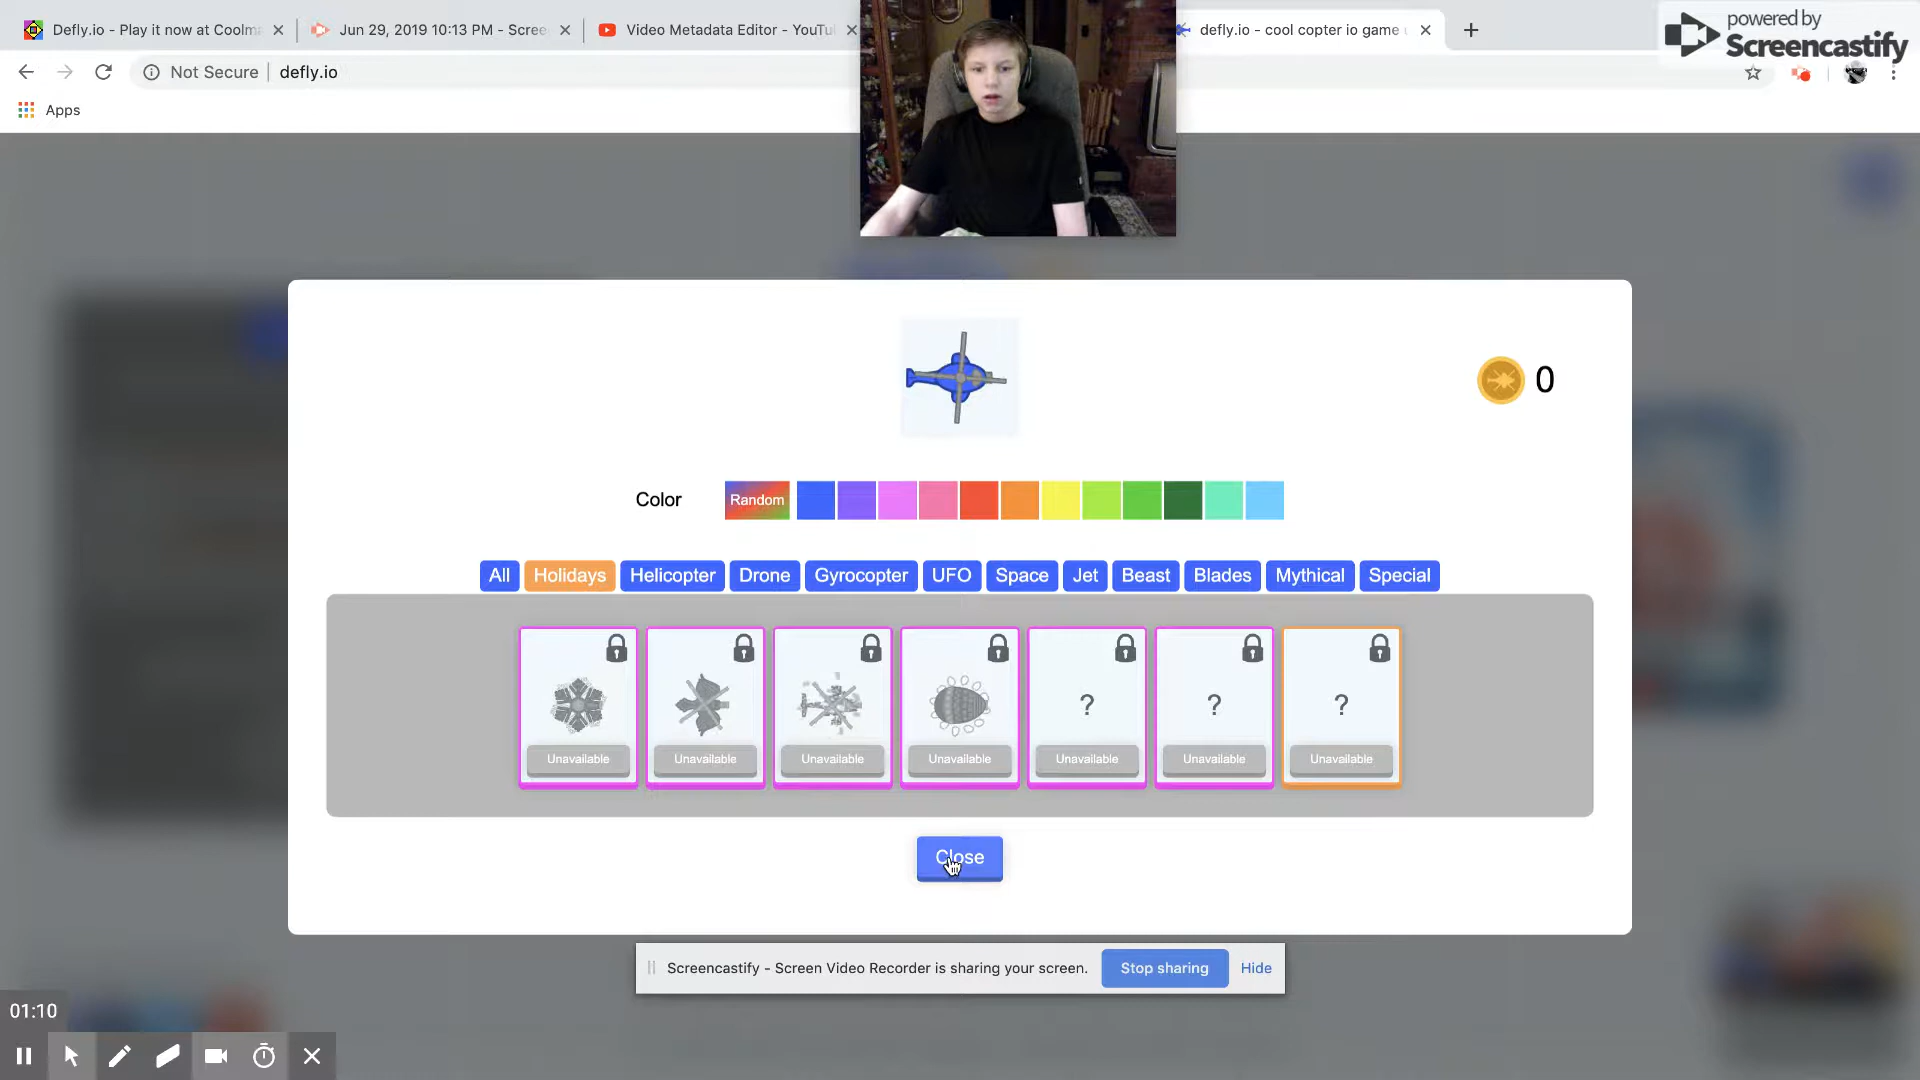 Defly.io - Play it now at Coolma
Jun 29, 2019 10:13 PM - Scree
Video Metadata Editor - YouTu
defly.io - cool copter io game
powered by
Screencastify
Not Secure | defly.io
Apps
0
Color
Random
All
Holidays
Helicopter
Drone
Gyrocopter
UFO
Space
Jet
Beast
Blades
Mythical
Special
? ? ?
Unavailable
Unavailable
Unavailable
Unavailable
Unavailable
Unavailable
Unavailable
Close
Screencastify - Screen Video Recorder is sharing your screen.
Stop sharing
Hide
01:10